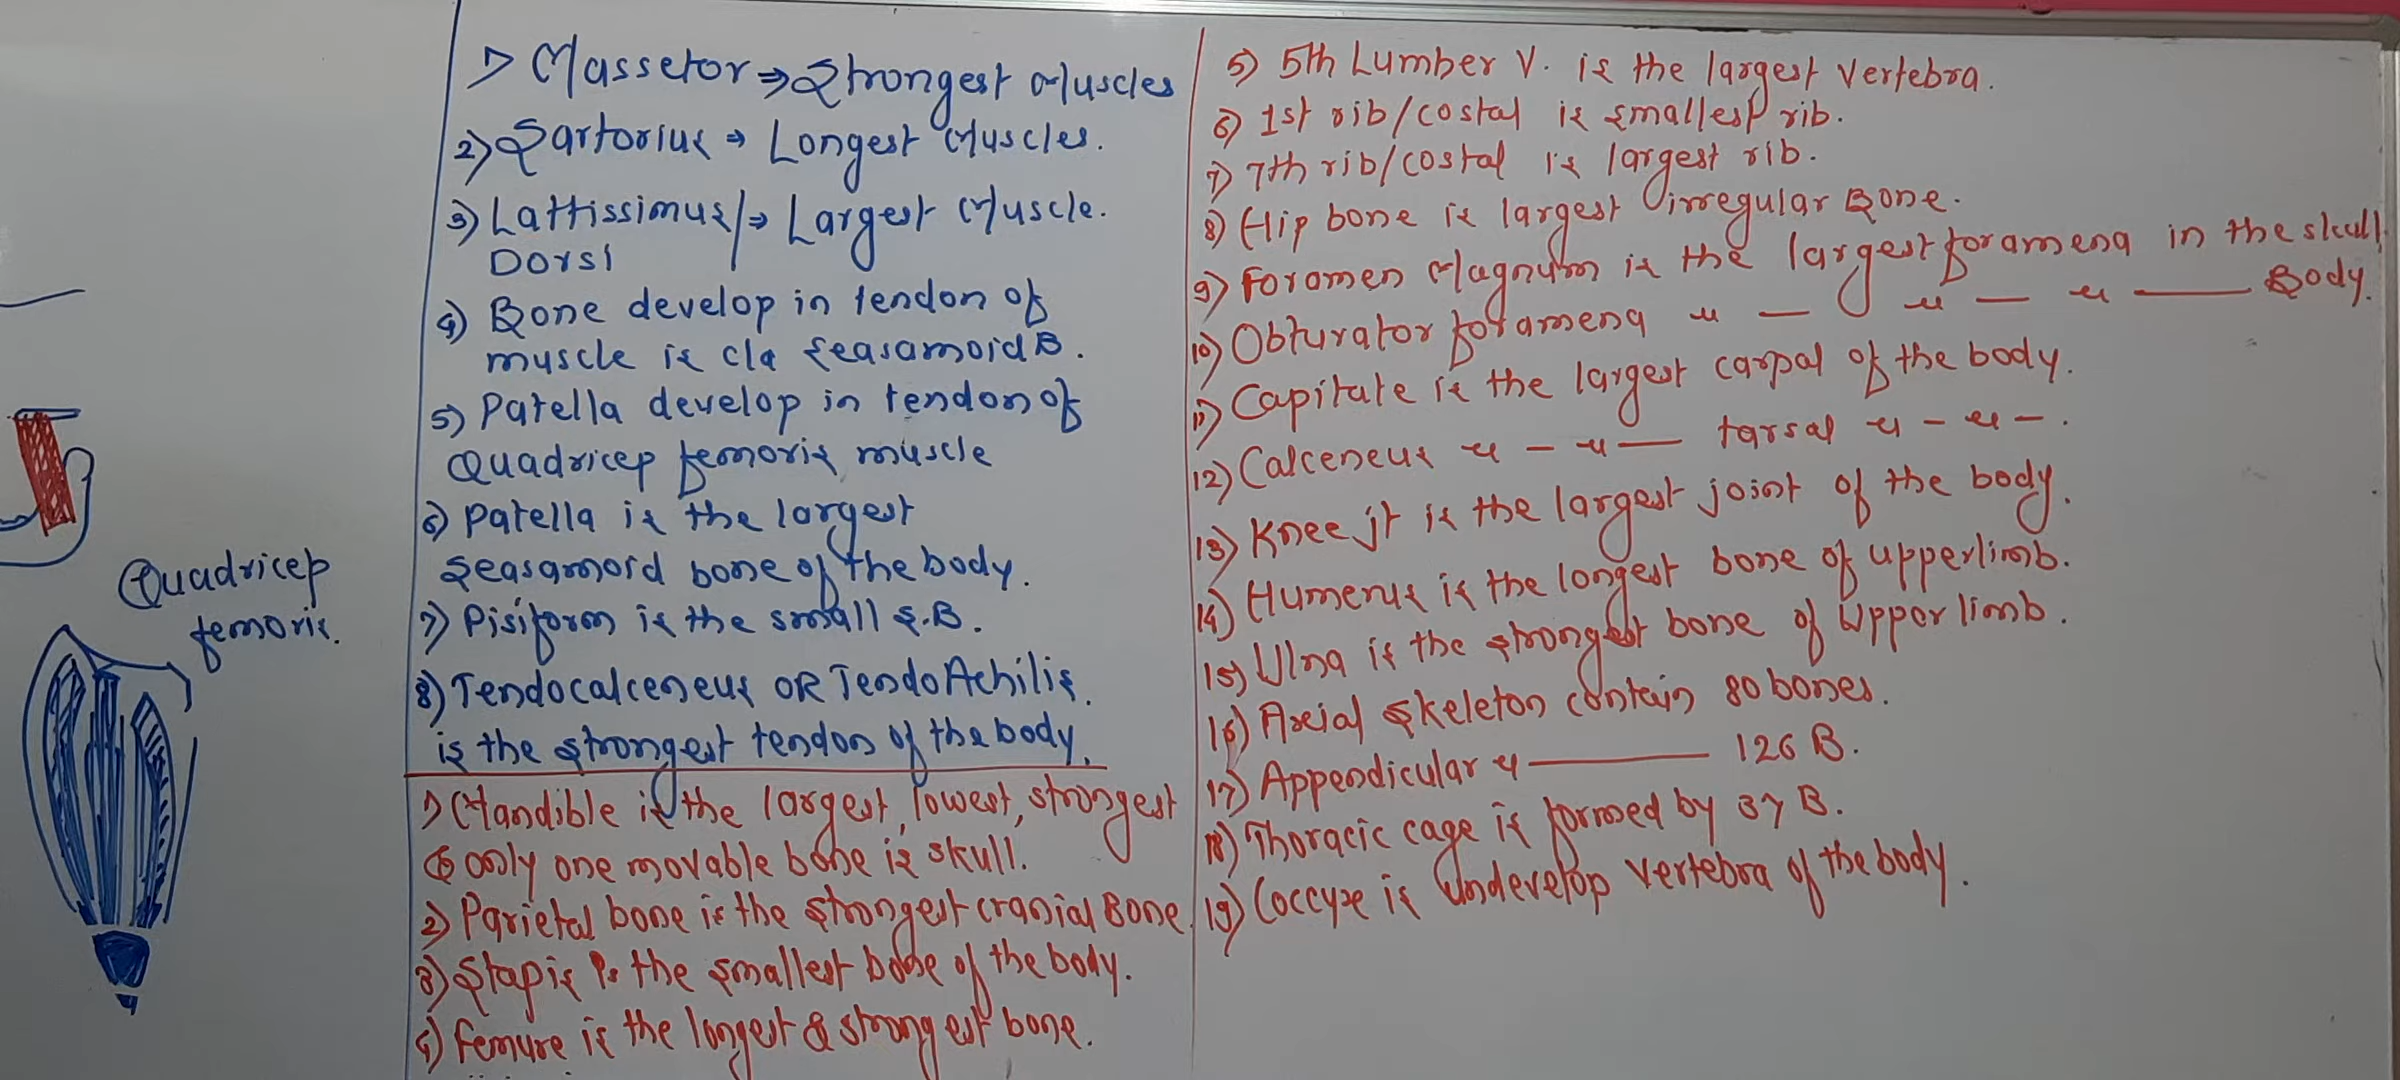 Quadricep
femoris.
1) Massetor ⇒ Strongest Muscles
2) Sartorius ⇒ Longest Muscles.
3) Lattissimus/⇒ Largest Muscle.
Dorsi
4) Bone develop in tendon of
muscle is cld seasamoid B.
5) Patella develop in tendon of
Quadricep femoris muscle
6) Patella is the largest
seasamoid bone of the body.
7) Pisiform is the small S.B.
8) Tendocalceneus OR TendoAchilis.
is the strongest tendon of the body.
1) Mandible is the largest, lowest, strongest
& only one movable bone is skull.
2) Parietal bone is the strongest cranial Bone.
3) Stapis is the smallest bone of the body.
4) Femure is the longest & strongest bone.
5) 5th Lumber V. is the largest vertebra.
6) 1st rib/costal is smallest rib.
7) 7th rib/costal is largest rib.
8) Hip bone is largest irregular Bone.
9) Foromen Magnum is the largest foramena in the skull
10) Obturator foramena " — " — " — Body.
11) Capitate is the largest carpal of the body.
12) Calceneus " — " — tarsal " — " —.
13) Knee jt is the largest joint of the body.
14) Humerus is the longest bone of upperlimb.
15) Ulna is the strongest bone of Upper limb.
16) Axial skeleton contain 80 bones.
17) Appendicular " — 126 B.
18) Thoracic cage is formed by 37 B.
19) Coccyx is undevelop vertebra of the body.